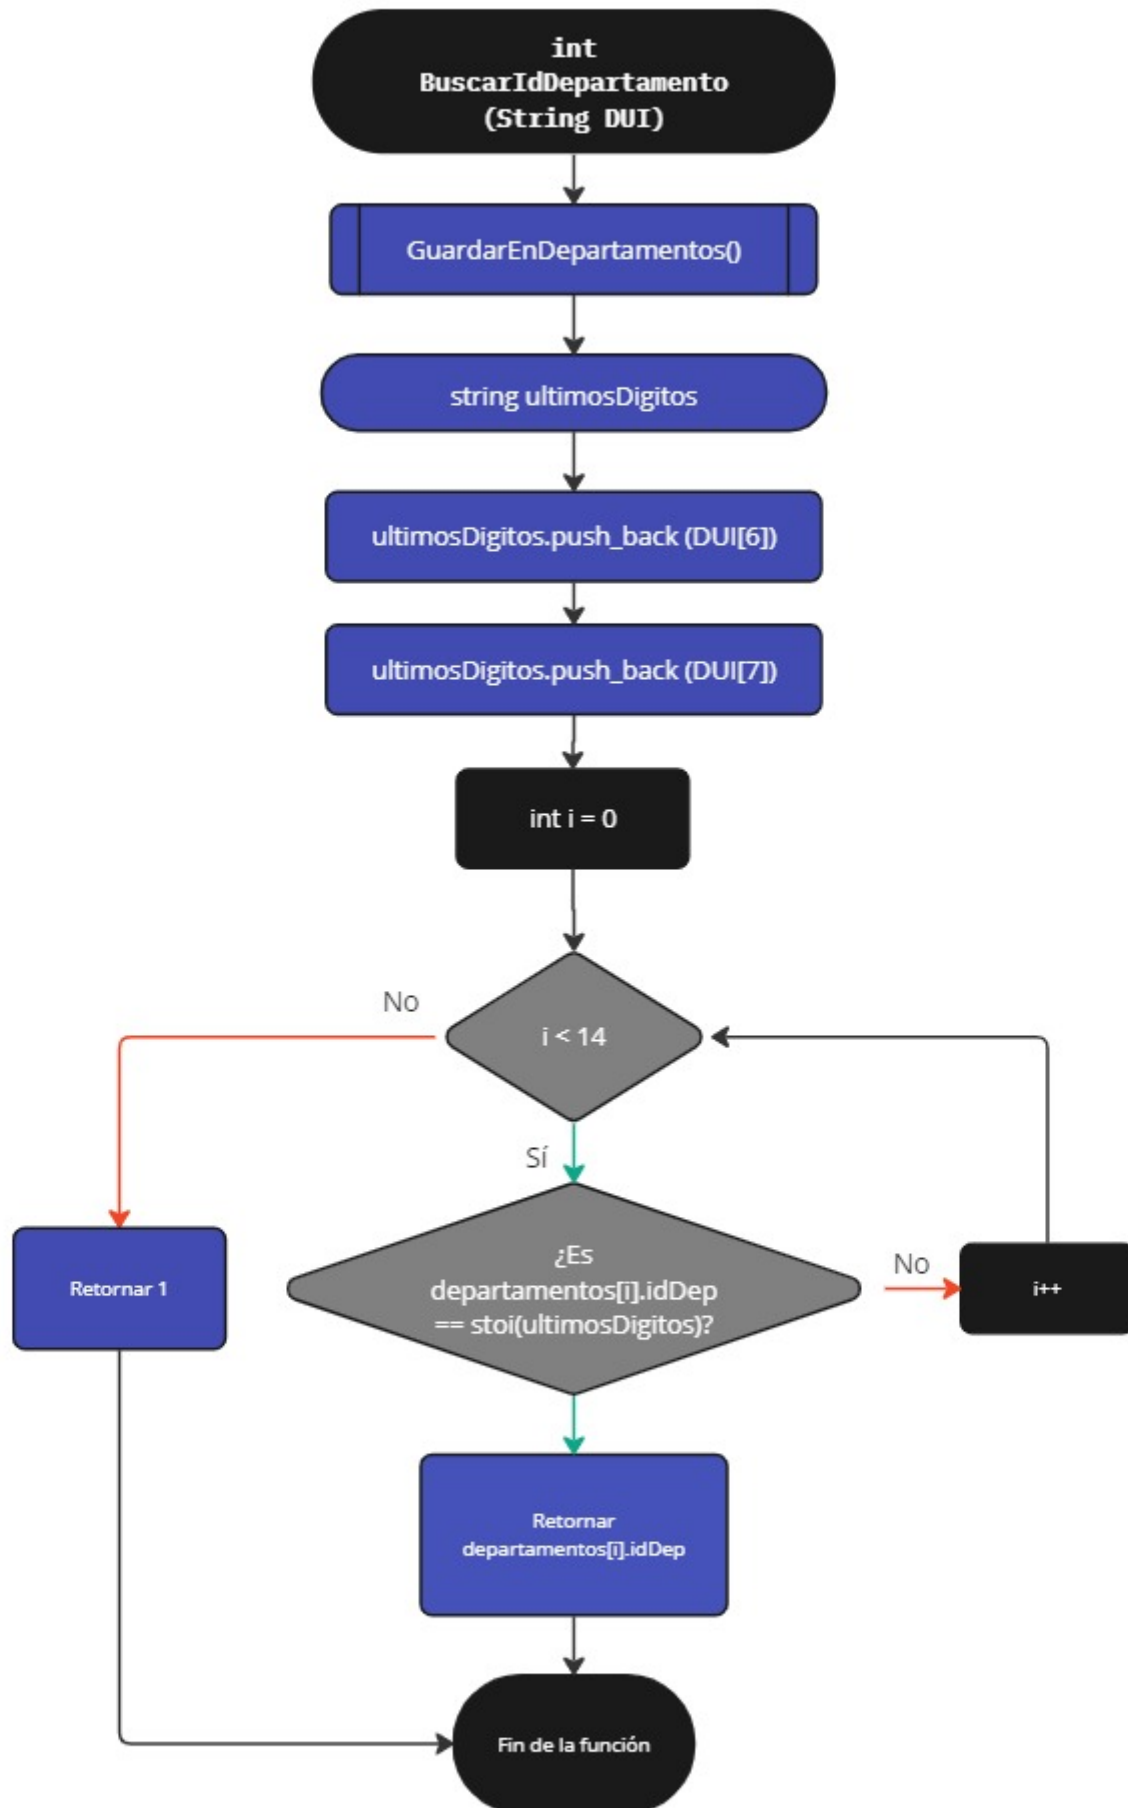 int
BuscarIdDepartamento
(String DUI)
GuardarEnDepartamentos()
string ultimosDigitos
ultimosDigitos.push_back (DUI[6])
ultimosDigitos.push_back (DUI[7])
int i = 0
No
i < 14
Sí
Retornar 1
¿Es
departamentos[i].idDep
== stoi(ultimosDigitos)?
No
i++
Retornar
departamentos[i].idDep
Fin de la función